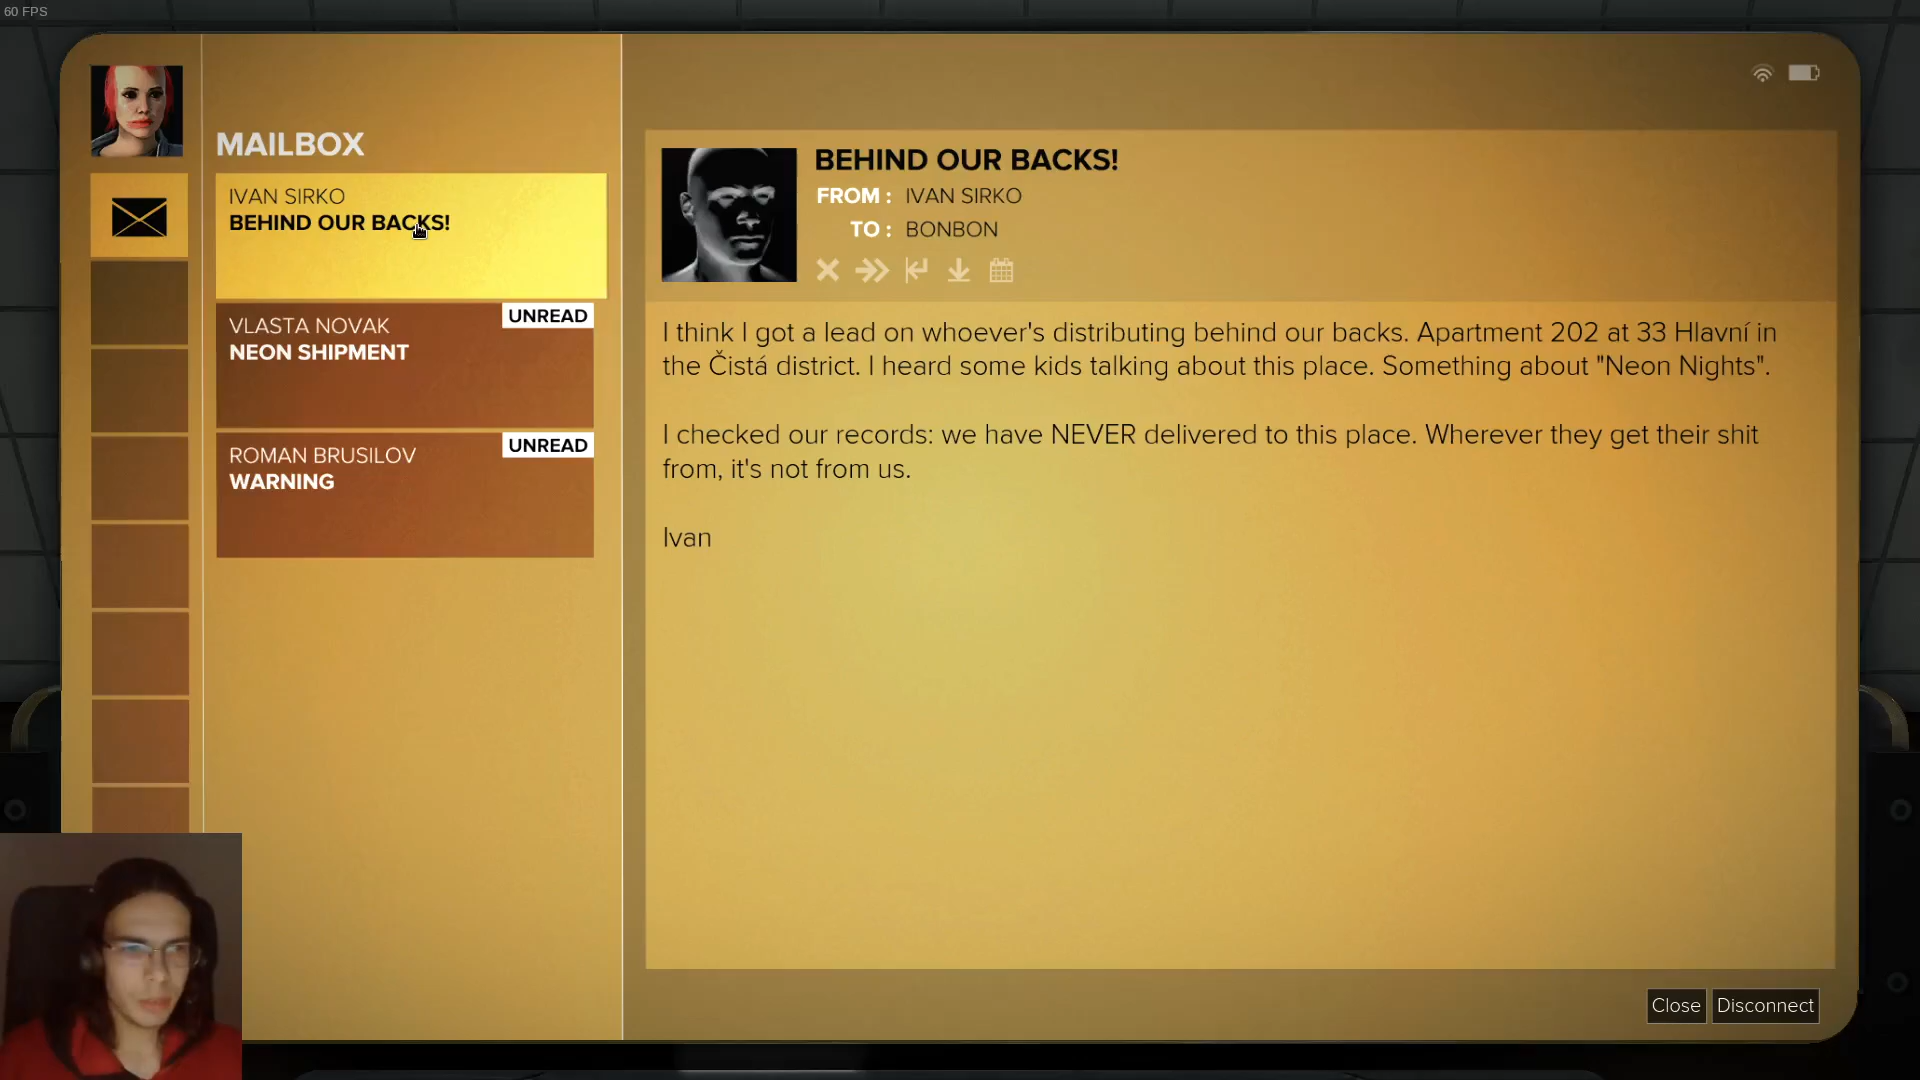 60 FPS
MAILBOX
IVAN SIRKO
BEHIND OUR BACKS!
UNREAD
VLASTA NOVAK
NEON SHIPMENT
UNREAD
ROMAN BRUSILOV
WARNING
BEHIND OUR BACKS!
FROM : IVAN SIRKO
TO : BONBON
I think I got a lead on whoever's distributing behind our backs. Apartment 202 at 33 Hlavní in
the Čistá district. I heard some kids talking about this place. Something about "Neon Nights".
I checked our records: we have NEVER delivered to this place. Wherever they get their shit
from, it's not from us.
Ivan
Close
Disconnect